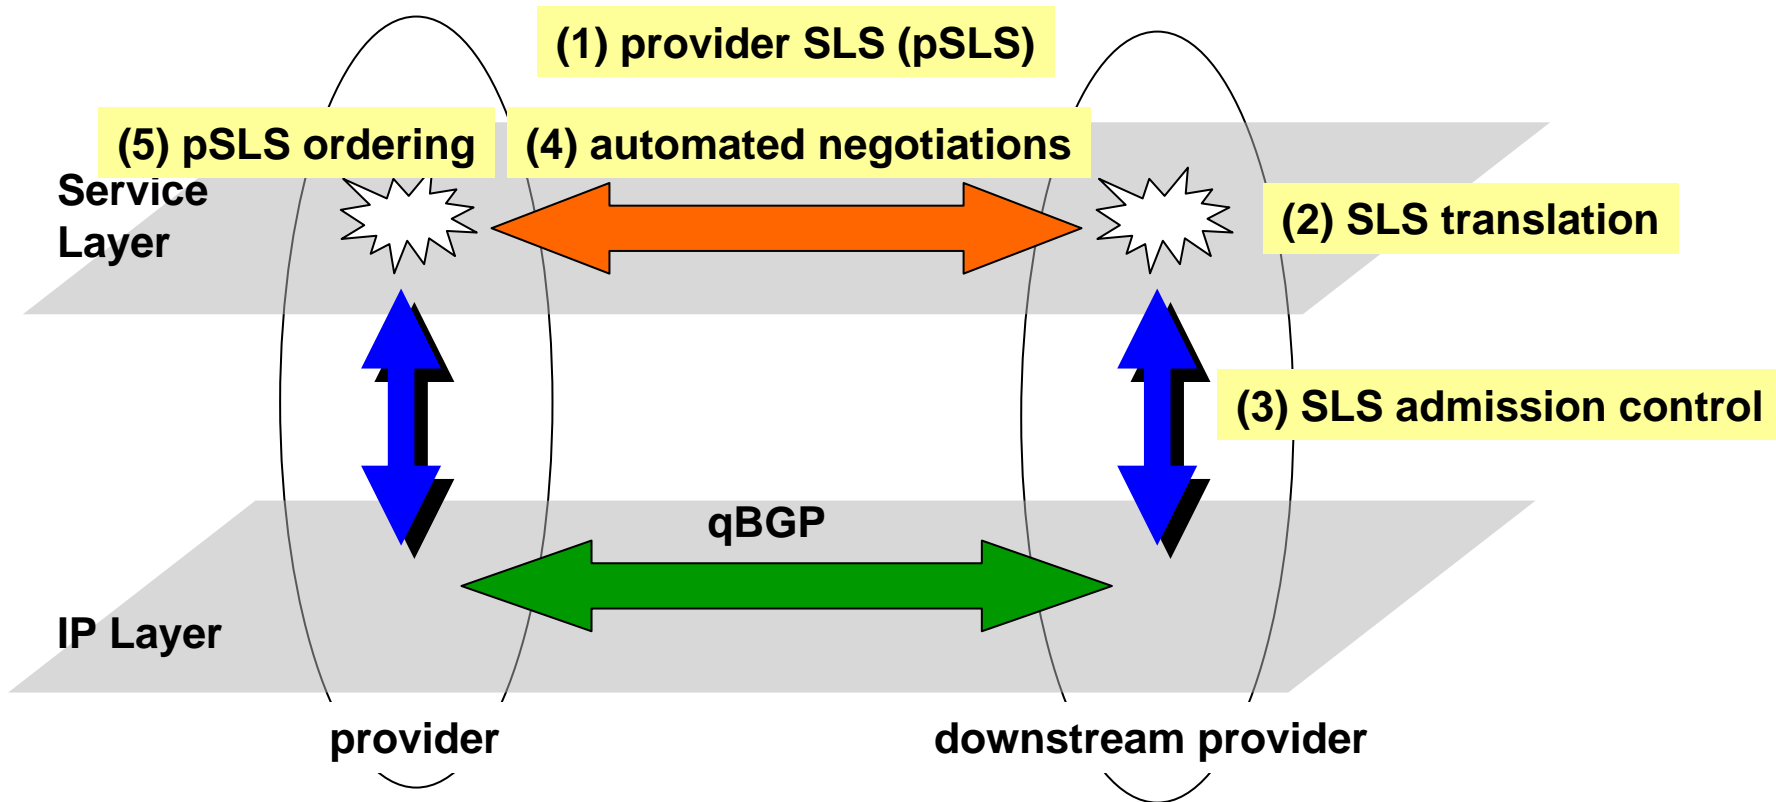 (1) provider SLS (pSLS)
(5) pSLS ordering
(4) automated negotiations
Service
Layer
(2) SLS translation
(3) SLS admission control
qBGP
IP Layer
provider
downstream provider